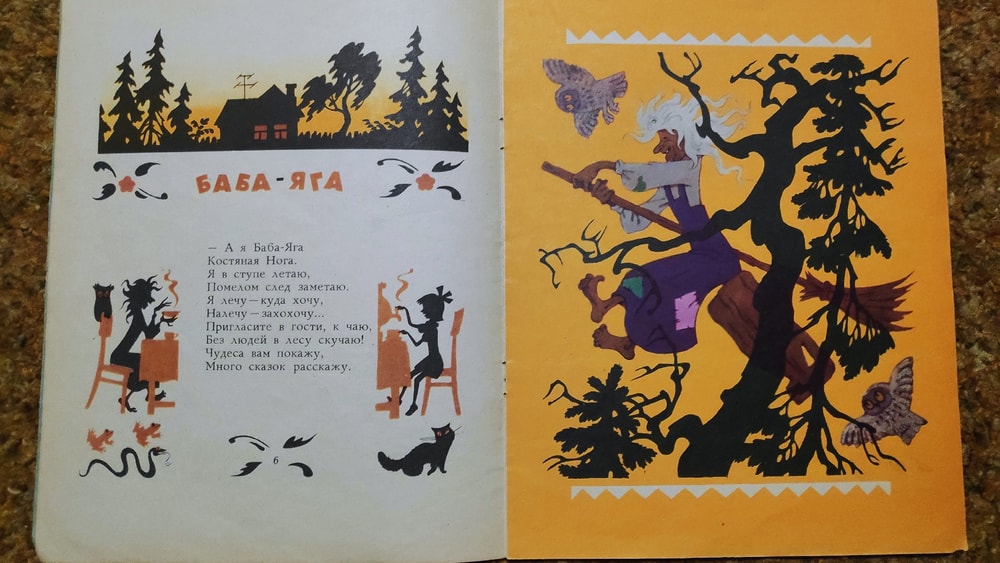 БАБА-ЯГА
— А я Баба-Яга
Костяная Нога.
Я в ступе летаю,
Помелом след заметаю.
Я лечу — куда хочу,
Налечу — захохочу...
Пригласите в гости, к чаю,
Без людей в лесу скучаю!
Чудеса вам покажу,
Много сказок расскажу.
6